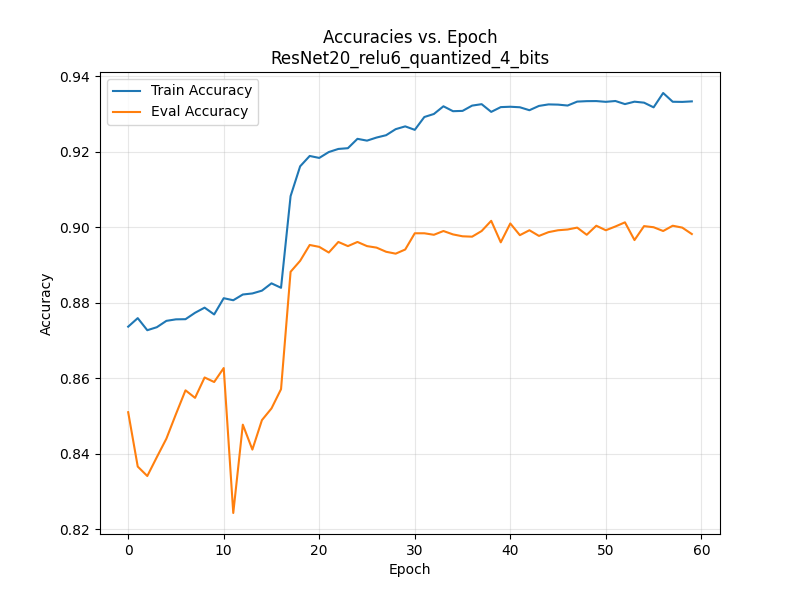 Accuracies vs. Epoch
ResNet20_relu6_quantized_4_bits
Train Accuracy
Eval Accuracy
0.94
0.92
0.90
0.88
0.86
0.84
0.82
Accuracy
0 10 20 30 40 50 60
Epoch